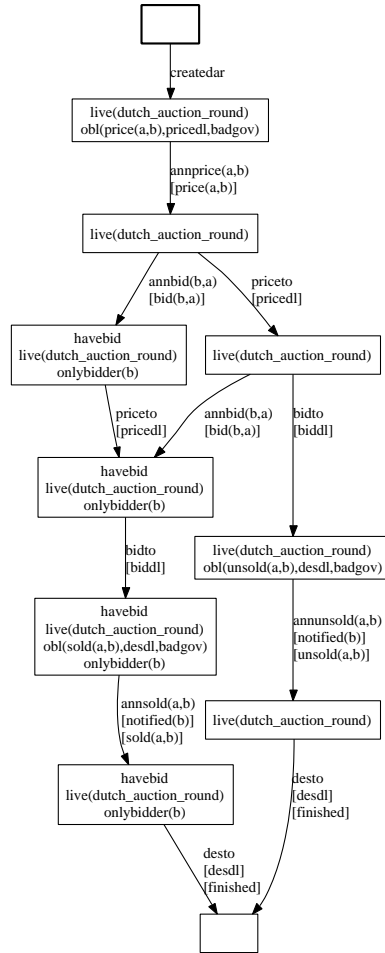 createdar
live(dutch_auction_round)
obl(price(a,b),pricedl,badgov)
annprice(a,b)
[price(a,b)]
live(dutch_auction_round)
annbid(b,a)
[bid(b,a)]
priceto
[pricedl]
havebid
live(dutch_auction_round)
onlybidder(b)
live(dutch_auction_round)
priceto
[pricedl]
annbid(b,a)
[bid(b,a)]
bidto
[biddl]
havebid
live(dutch_auction_round)
onlybidder(b)
bidto
[biddl]
live(dutch_auction_round)
obl(unsold(a,b),desdl,badgov)
havebid
live(dutch_auction_round)
obl(sold(a,b),desdl,badgov)
onlybidder(b)
annunsold(a,b)
[notified(b)]
[unsold(a,b)]
annsold(a,b)
[notified(b)]
[sold(a,b)]
live(dutch_auction_round)
havebid
live(dutch_auction_round)
onlybidder(b)
desto
[desdl]
[finished]
desto
[desdl]
[finished]